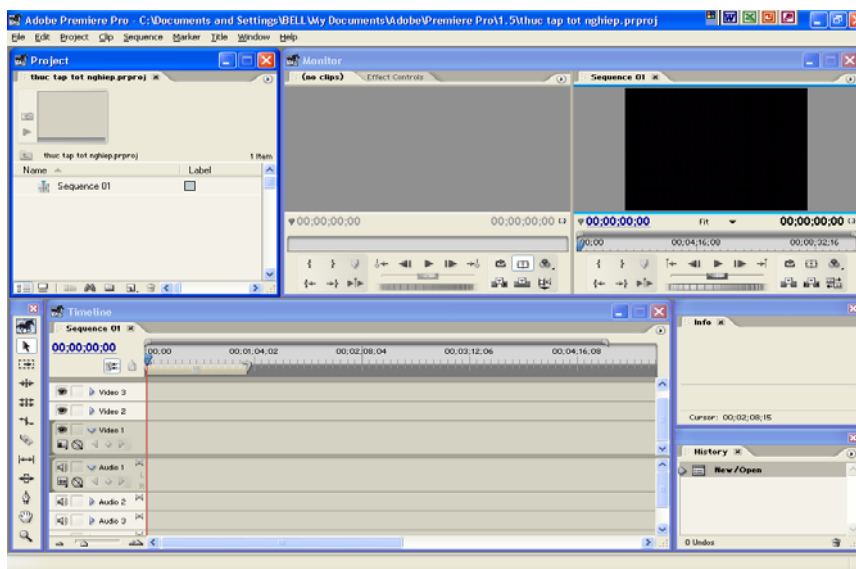 Adobe Premiere Pro - C:\Documents and Settings\BELL\My Documents\Adobe\Premiere Pro\1.5\thuc tap tot nghiep.prproj
File Edit Project Clip Sequence Marker Title Window Help
Project
thuc tap tot nghiep.prproj
thuc tap tot nghiep.prproj 1 Item
Name Label
Sequence 01
Monitor
(no clips) Effect Controls
00;00;00;00 00;00;00;00
Sequence 01
00;00;00;00 Fit 00;00;00;00
00;00 00;04;16;08 00;08;32;16
Timeline
Sequence 01
00;00;00;00
00;00 00;01;04;02 00;02;08;04 00;03;12;06 00;04;16;08
Video 3
Video 2
Video 1
Audio 1
L
R
Audio 2
Audio 3
Info
Cursor: 00;02;08;15
History
New/Open
0 Undos